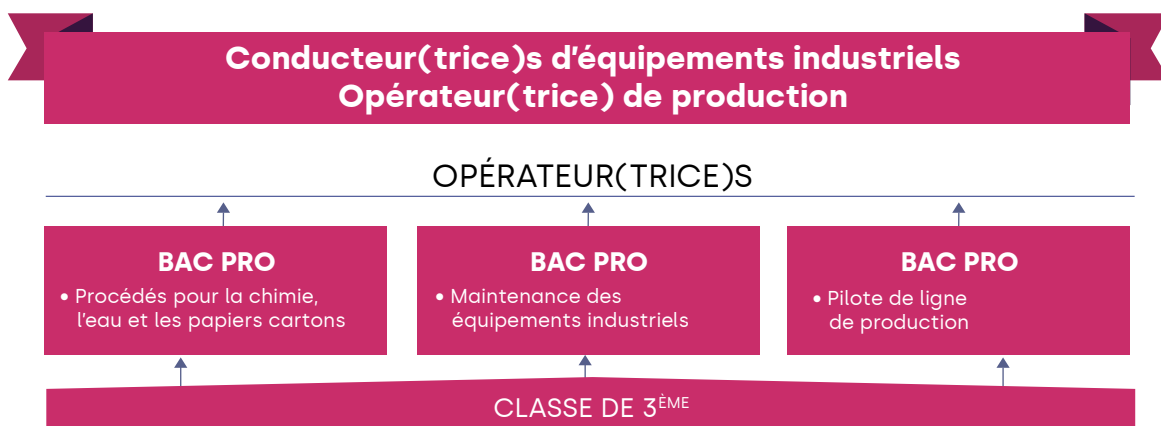 Conducteur(trice)s d'équipements industriels
Opérateur(trice) de production
OPÉRATEUR(TRICE)S
BAC PRO
• Procédés pour la chimie,
l'eau et les papiers cartons
BAC PRO
• Maintenance des
équipements industriels
BAC PRO
• Pilote de ligne
de production
CLASSE DE 3ÈME